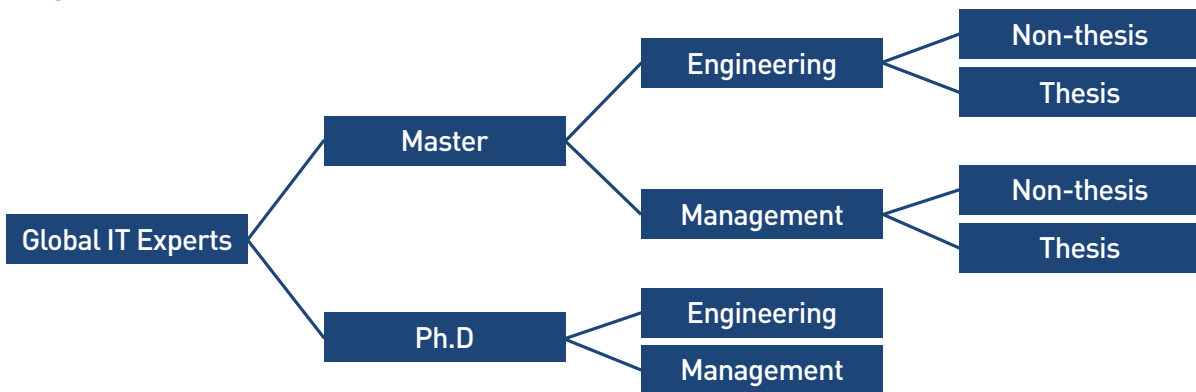 Global IT Experts
Master
Engineering
Non-thesis
Thesis
Management
Non-thesis
Thesis
Ph.D
Engineering
Management